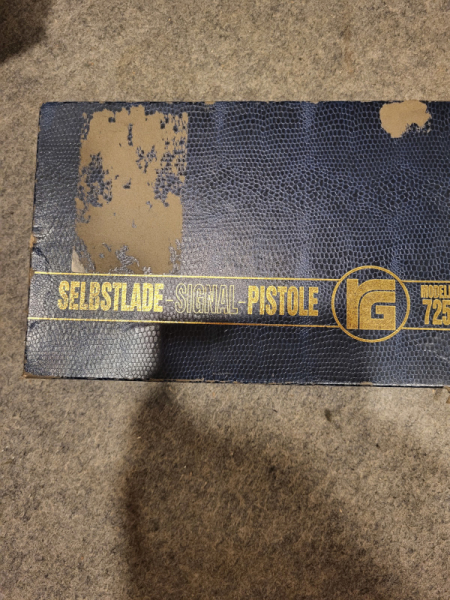 SELBSTLADE-SIGNAL-PISTOLE
rG
MODELL
725